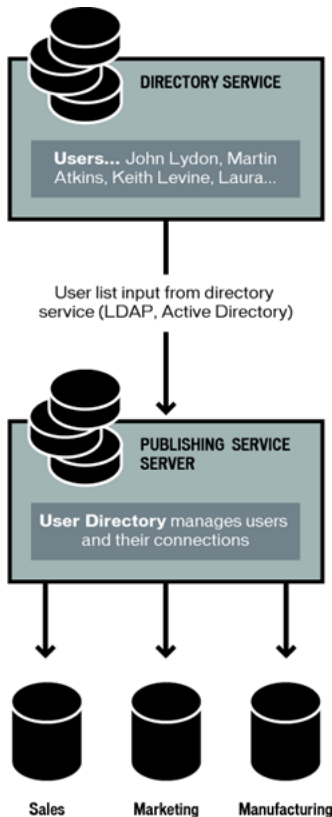 DIRECTORY SERVICE
Users... John Lydon, Martin
Atkins, Keith Levine, Laura...
User list input from directory
service (LDAP, Active Directory)
PUBLISHING SERVICE
SERVER
User Directory manages users
and their connections
Sales Marketing Manufacturing